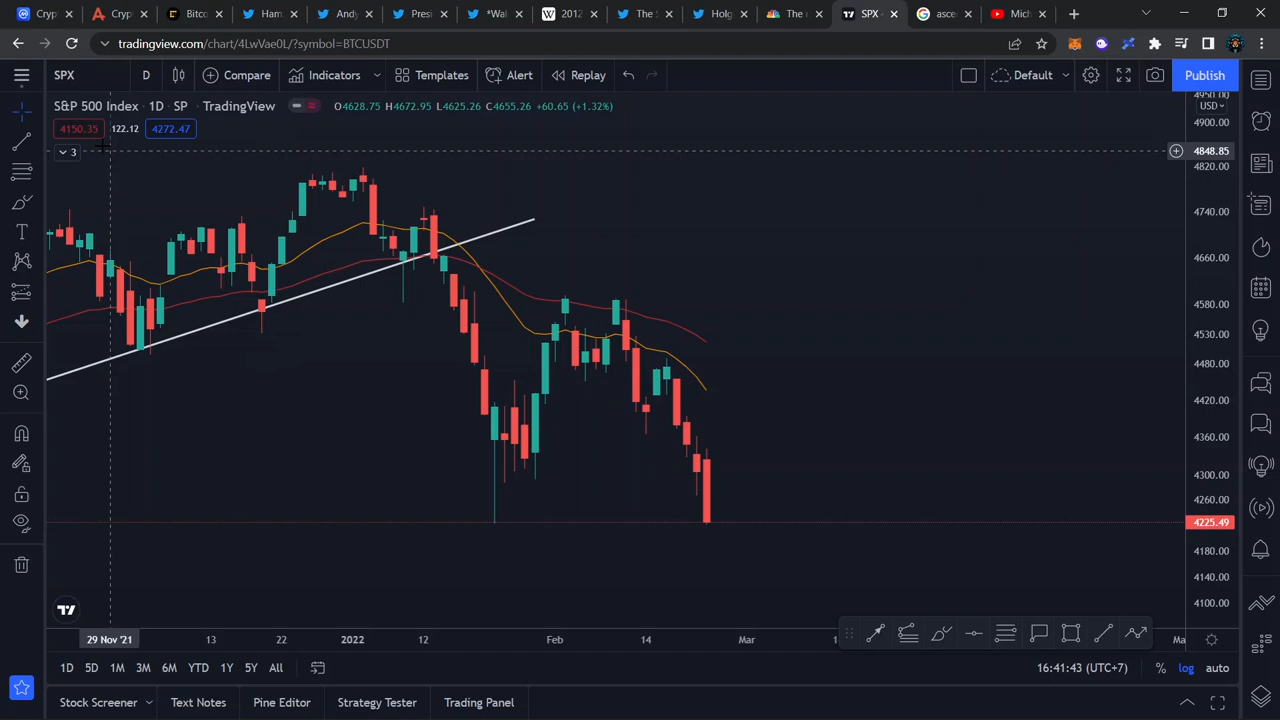 Cryp
Cryp
Bitco
Ham
Andy
Presi
*Wal
W 2012
The S
Holg
The r
SPX
G asce
Mich
tradingview.com/chart/4LwVae0L/?symbol=BTCUSDT
SPX D Compare Indicators Templates Alert Replay Default Publish
S&P 500 Index · 1D · SP · TradingView O4628.75 H4672.95 L4625.26 C4655.26 +60.65 (+1.32%)
4150.35 122.12 4272.47
3
4950.00
USD
4900.00
4848.85
4820.00
4740.00
4660.00
4580.00
4530.00
4480.00
4420.00
4360.00
4300.00
4260.00
4225.49
4180.00
4140.00
4100.00
29 Nov '21 13 22 2022 12 Feb 14 Mar Ma
1D 5D 1M 3M 6M YTD 1Y 5Y All 16:41:43 (UTC+7) % log auto
Stock Screener Text Notes Pine Editor Strategy Tester Trading Panel